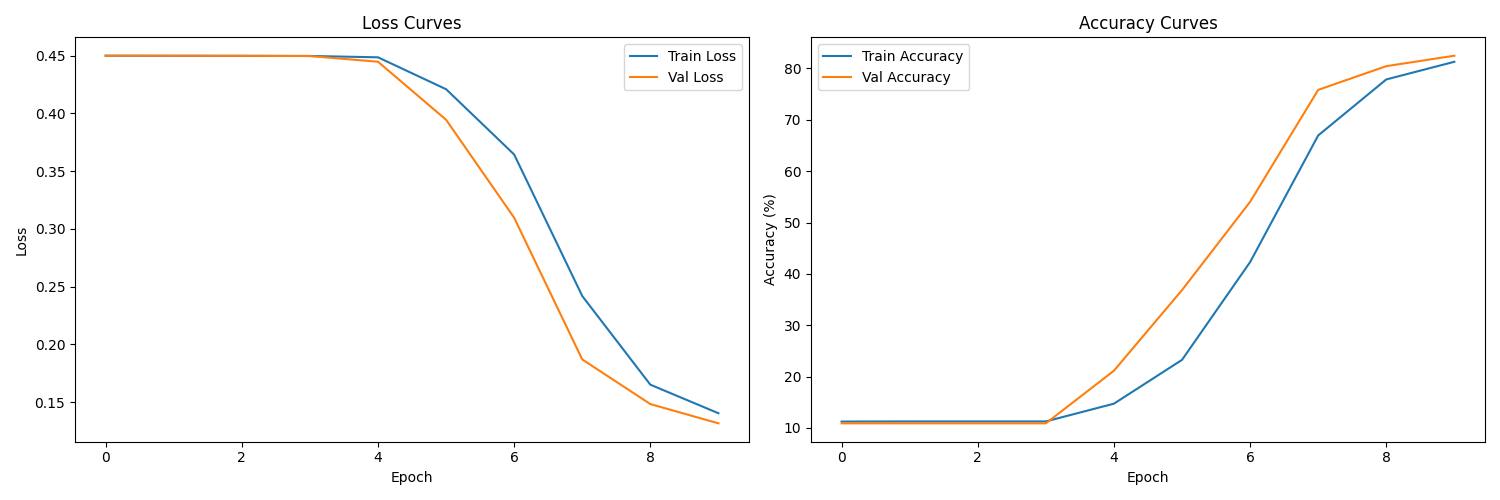 Loss Curves
Train Loss
Val Loss
0.45
0.40
0.35
0.30
0.25
0.20
0.15
Loss
0 2 4 6 8
Epoch
Accuracy Curves
Train Accuracy
Val Accuracy
80
70
60
50
40
30
20
10
Accuracy (%)
0 2 4 6 8
Epoch